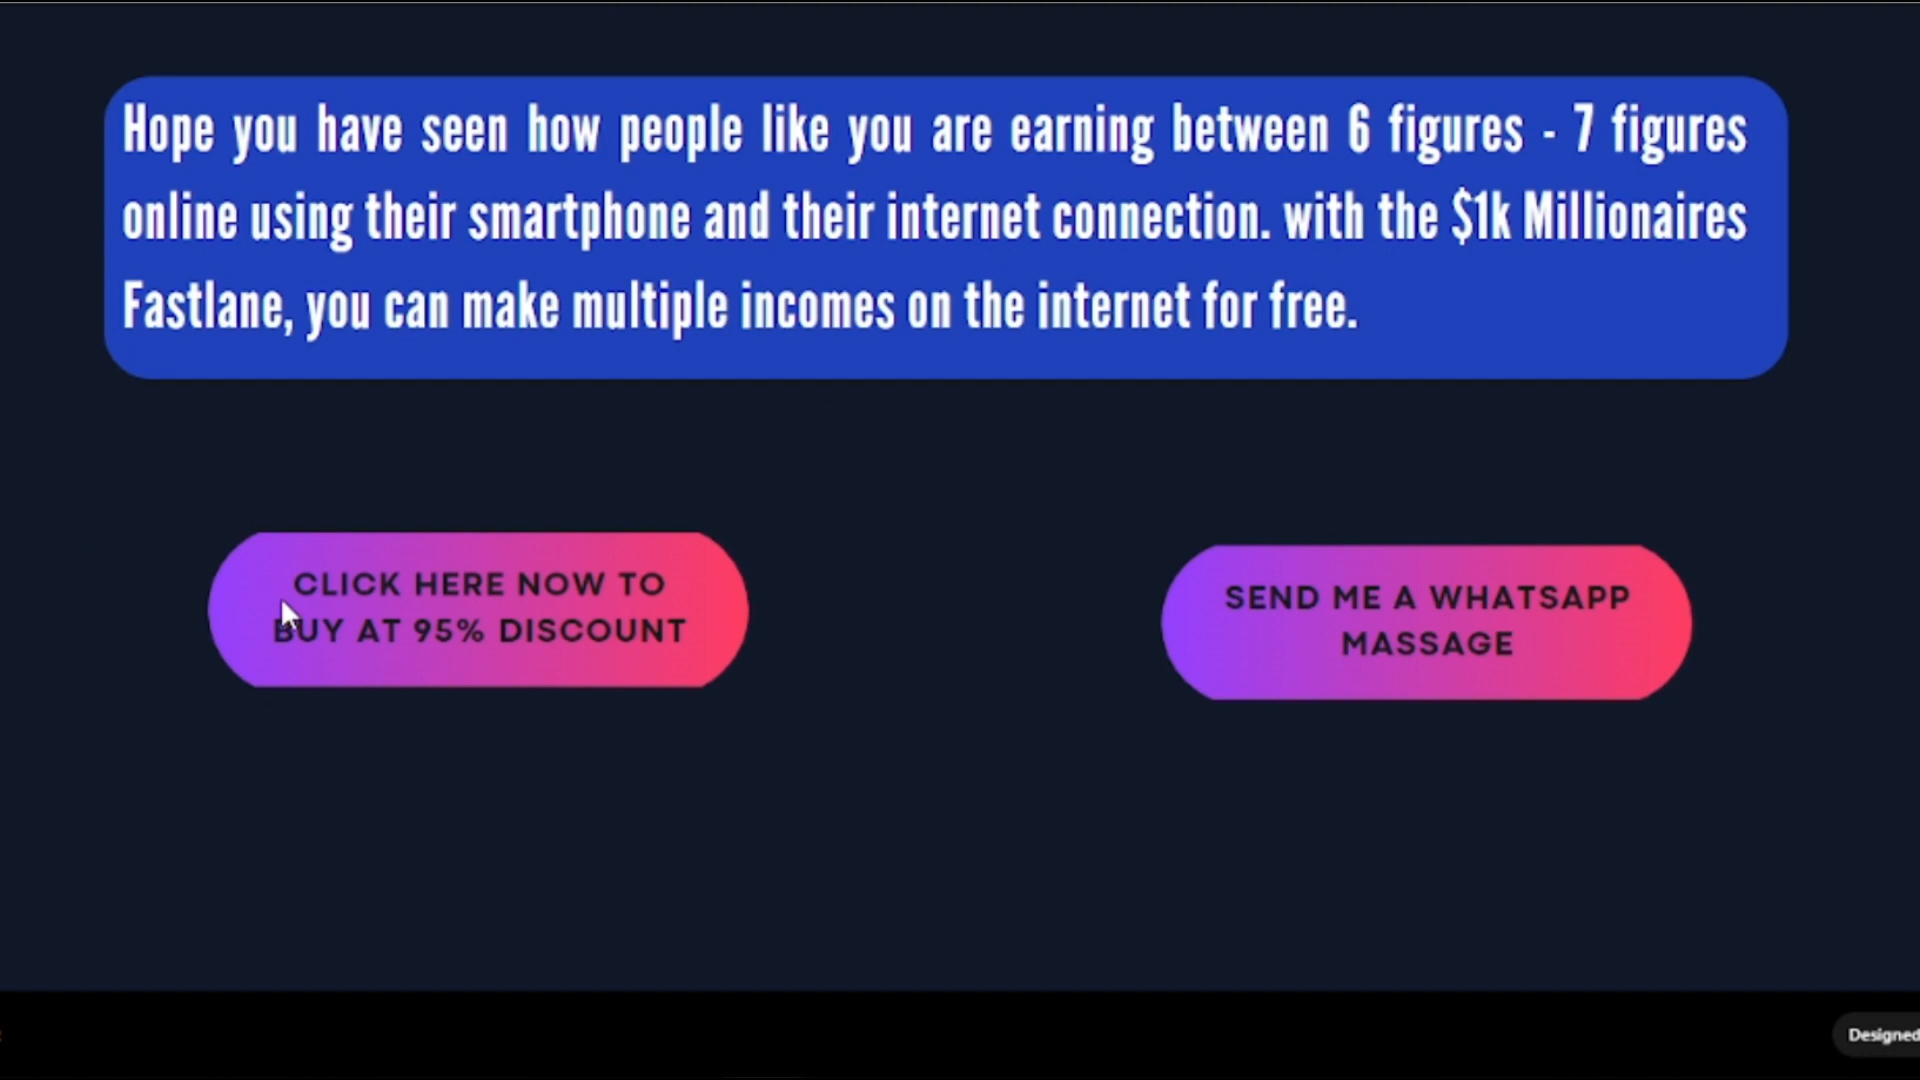 Hope you have seen how people like you are earning between 6 figures - 7 figures
online using their smartphone and their internet connection. with the $1k Millionaires
Fastlane, you can make multiple incomes on the internet for free.
CLICK HERE NOW TO
BUY AT 95% DISCOUNT
SEND ME A WHATSAPP
MASSAGE
Designed